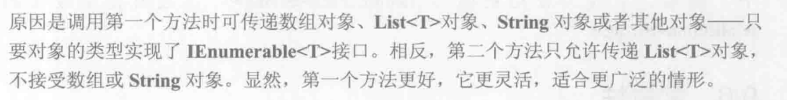 原因是调用第一个方法时可传递数组对象、List<T>对象、String 对象或者其他对象——只
要对象的类型实现了 IEnumerable<T>接口。相反，第二个方法只允许传递 List<T>对象，
不接受数组或 String 对象。显然，第一个方法更好，它更灵活，适合更广泛的情形。